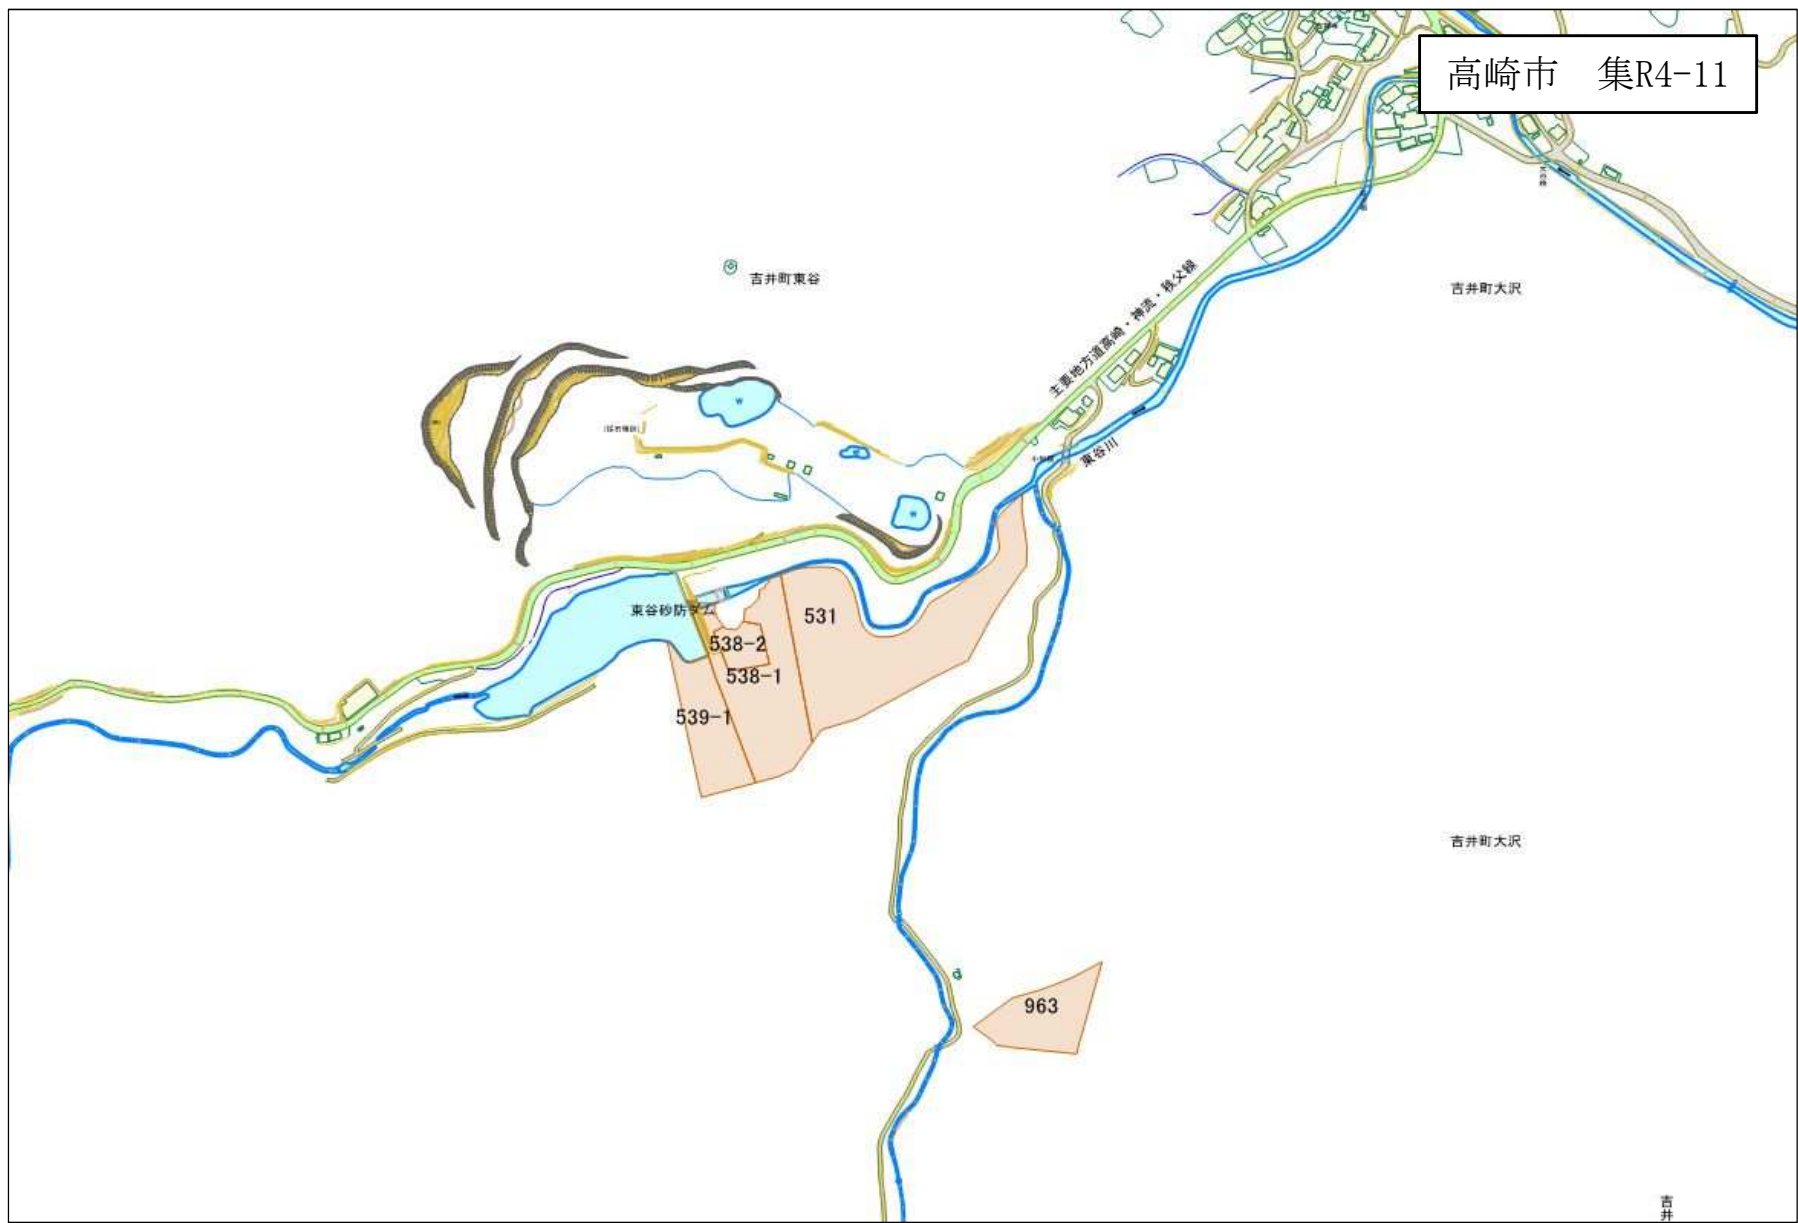 高崎市　集R4-11
吉井町東谷
吉井町大沢
主要地方道高崎・神流・秩父線
東谷川
東谷砂防ダム
531
538-2
538-1
539-1
吉井町大沢
963
吉
井
W
W